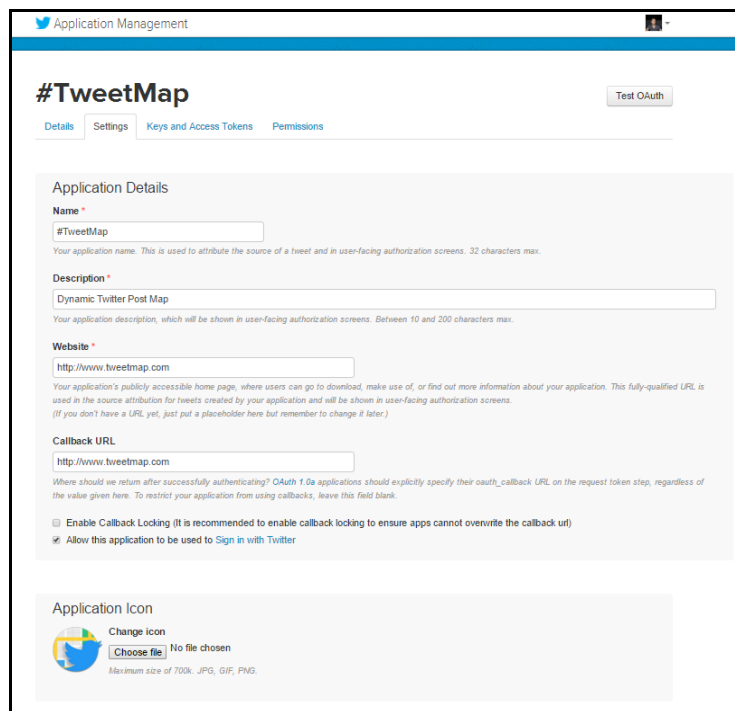 Application Management
#TweetMap
Test OAuth
Details Settings Keys and Access Tokens Permissions
Application Details
Name *
#TweetMap
Your application name. This is used to attribute the source of a tweet and in user-facing authorization screens. 32 characters max.
Description *
Dynamic Twitter Post Map
Your application description, which will be shown in user-facing authorization screens. Between 10 and 200 characters max.
Website *
http://www.tweetmap.com
Your application's publicly accessible home page, where users can go to download, make use of, or find out more information about your application. This fully-qualified URL is
used in the source attribution for tweets created by your application and will be shown in user-facing authorization screens.
(If you don't have a URL yet, just put a placeholder here but remember to change it later.)
Callback URL
http://www.tweetmap.com
Where should we return after successfully authenticating? OAuth 1.0a applications should explicitly specify their oauth_callback URL on the request token step, regardless of
the value given here. To restrict your application from using callbacks, leave this field blank.
Enable Callback Locking (It is recommended to enable callback locking to ensure apps cannot overwrite the callback url)
Allow this application to be used to Sign in with Twitter
Application Icon
Change icon
Choose file No file chosen
Maximum size of 700k. JPG, GIF, PNG.